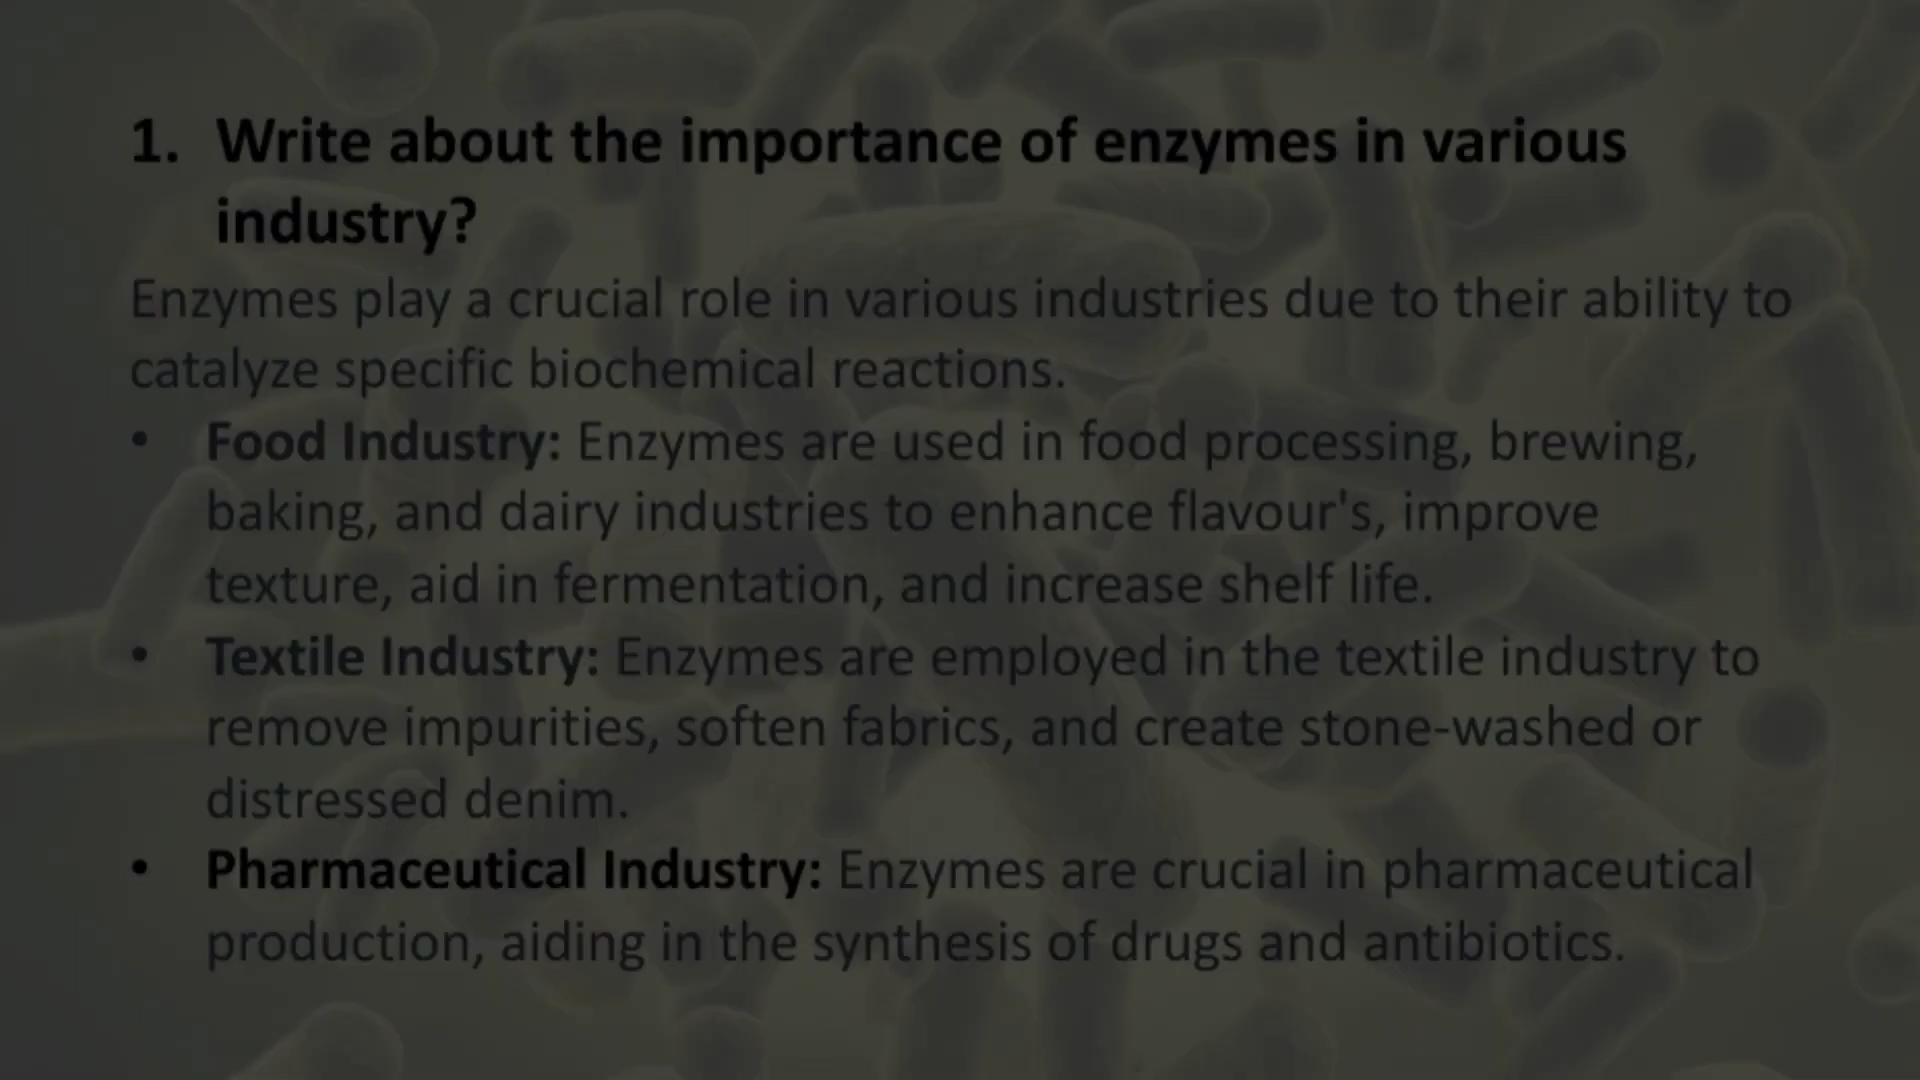 1. Write about the importance of enzymes in various
industry?
Enzymes play a crucial role in various industries due to their ability to
catalyze specific biochemical reactions.
• Food Industry: Enzymes are used in food processing, brewing,
baking, and dairy industries to enhance flavour's, improve
texture, aid in fermentation, and increase shelf life.
• Textile Industry: Enzymes are employed in the textile industry to
remove impurities, soften fabrics, and create stone-washed or
distressed denim.
• Pharmaceutical Industry: Enzymes are crucial in pharmaceutical
production, aiding in the synthesis of drugs and antibiotics.